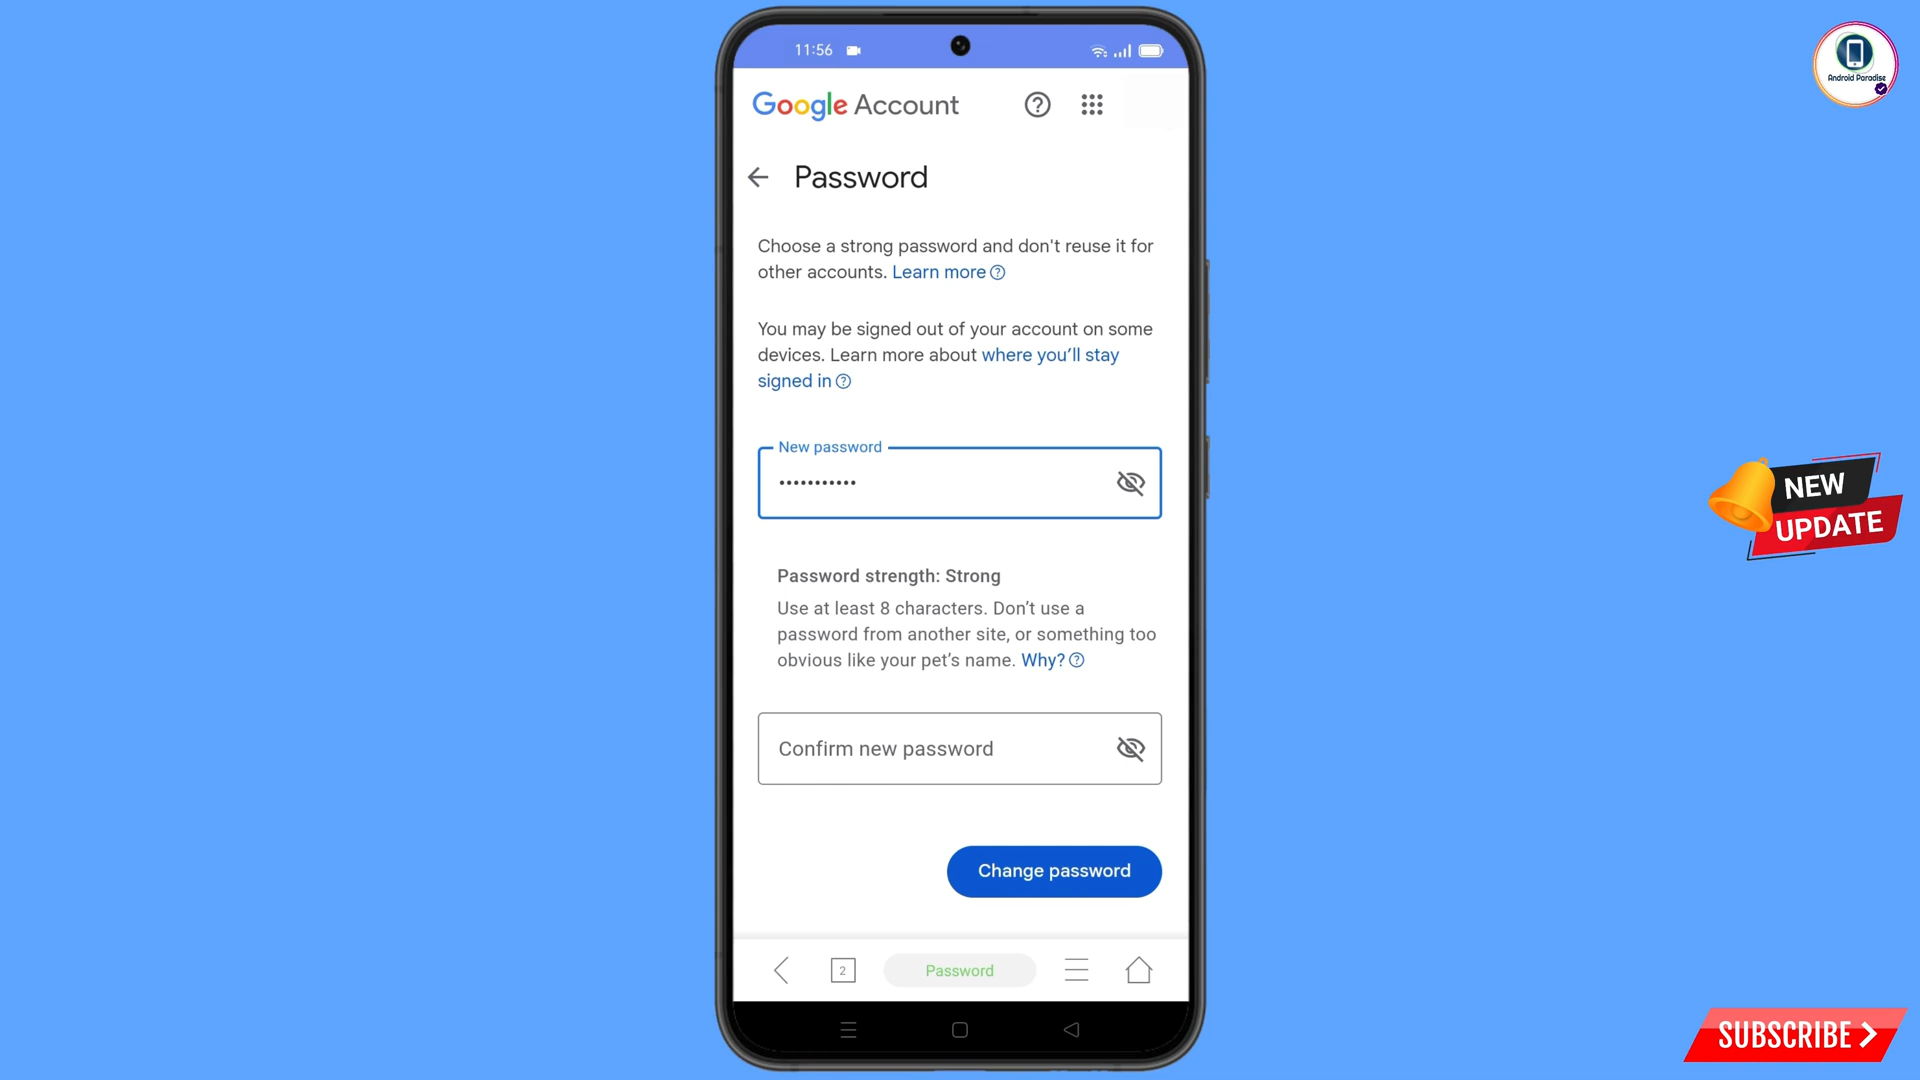 11:56
Android Paradise
Google Account
Password
Choose a strong password and don't reuse it for
other accounts. Learn more
You may be signed out of your account on some
devices. Learn more about where you’ll stay
signed in
New password
•••••••••••
NEW
UPDATE
Password strength: Strong
Use at least 8 characters. Don’t use a
password from another site, or something too
obvious like your pet’s name. Why?
Confirm new password
Change password
2
Password
SUBSCRIBE